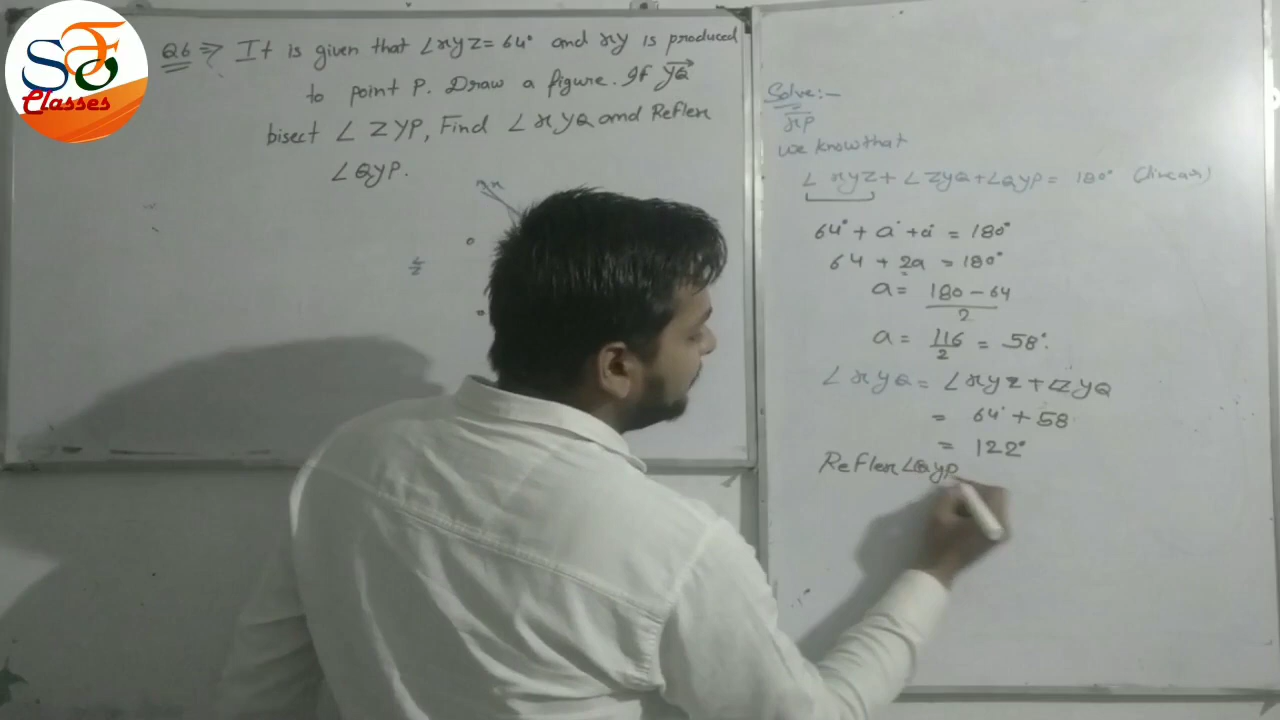 SFS
Classes
Q6 ⇒ It is given that ∠xyz = 64° and xy is produced
to point P. Draw a figure. If YQ
bisect ∠ZYP, Find ∠xYQ and Reflex
∠QYP.
x
z
Solve:-
xp
we know that
∠xyz + ∠ZYQ + ∠QYP = 180° (linear)
64° + a° + a° = 180°
64 + 2a = 180°
a = 180 - 64
2
a = 116/2 = 58°.
∠xYQ = ∠xyz + ∠ZYQ
= 64° + 58
= 122°
Reflex ∠QYP